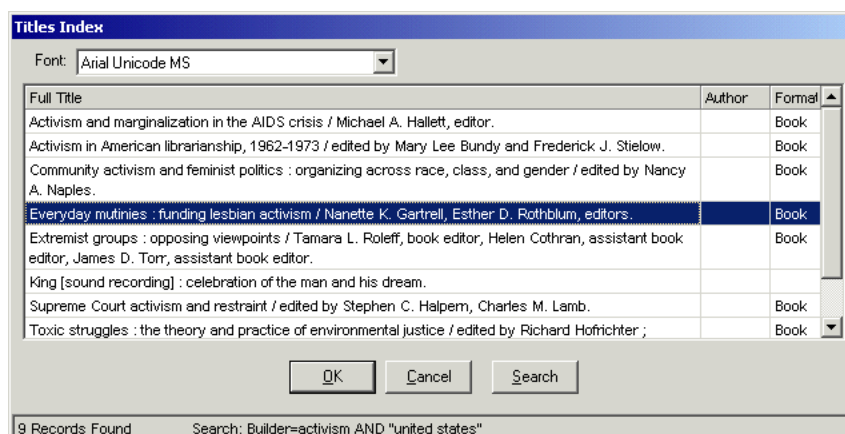 Titles Index
Font: Arial Unicode MS
Full Title Author Format
Activism and marginalization in the AIDS crisis / Michael A. Hallett, editor. Book
Activism in American librarianship, 1962-1973 / edited by Mary Lee Bundy and Frederick J. Stielow. Book
Community activism and feminist politics : organizing across race, class, and gender / edited by Nancy Book
A. Naples.
Everyday mutinies : funding lesbian activism / Nanette K. Gartrell, Esther D. Rothblum, editors. Book
Extremist groups : opposing viewpoints / Tamara L. Roleff, book editor, Helen Cothran, assistant book Book
editor, James D. Torr, assistant book editor.
King [sound recording] : celebration of the man and his dream.
Supreme Court activism and restraint / edited by Stephen C. Halpern, Charles M. Lamb. Book
Toxic struggles : the theory and practice of environmental justice / edited by Richard Hofrichter ; Book
OK Cancel Search
9 Records Found Search: Builder=activism AND "united states"